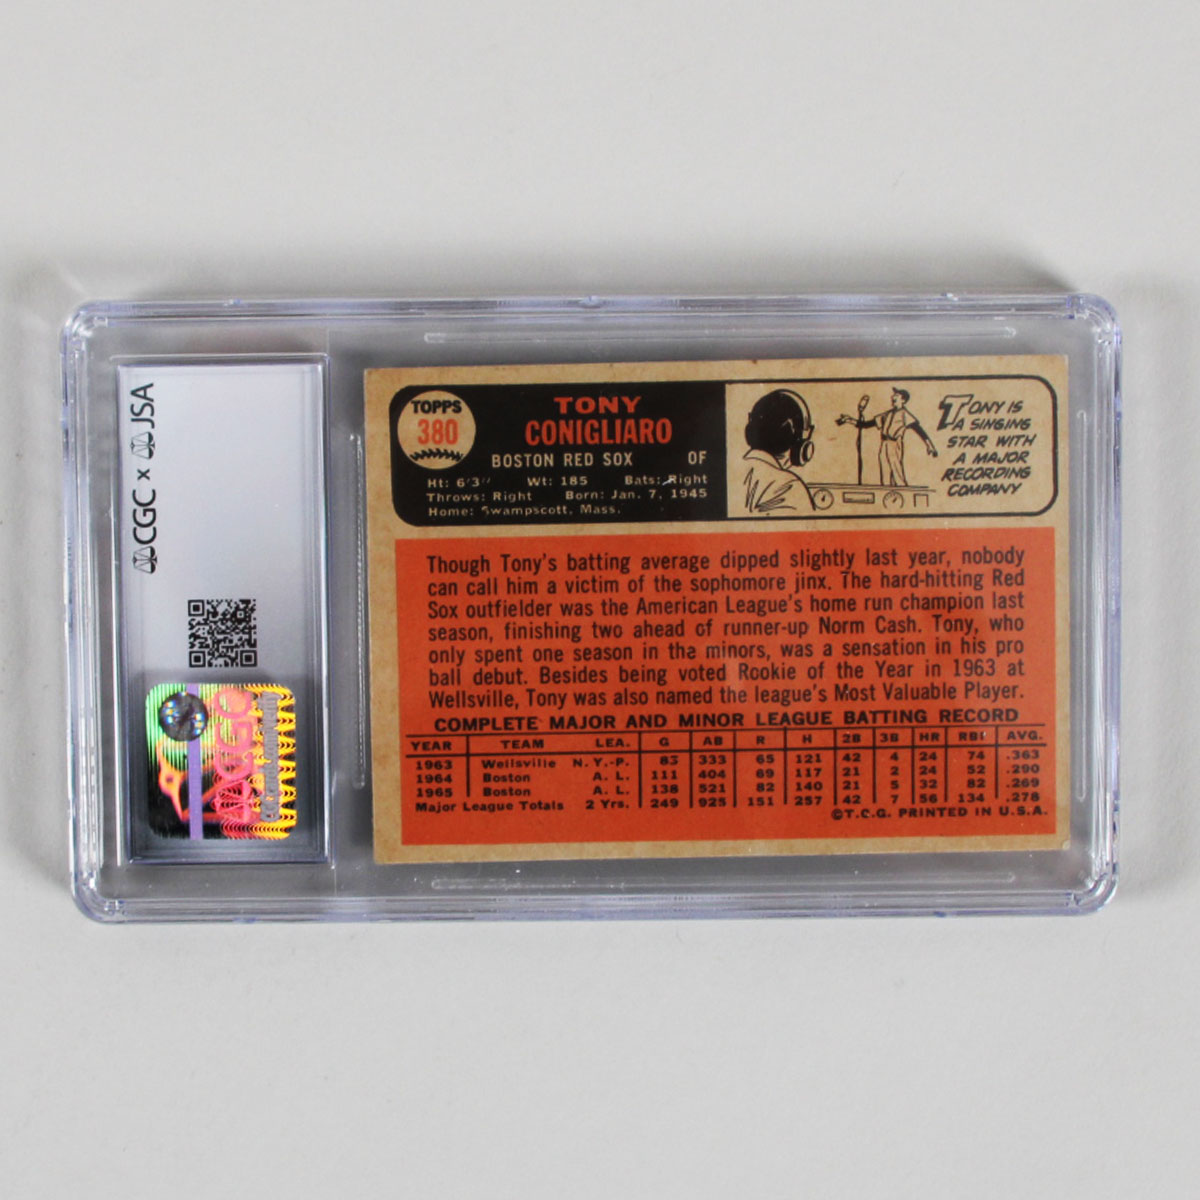 CGC x JSA
TOPPS
380
TONY
CONIGLIARO
BOSTON RED SOX OF
Ht: 6'3" Wt: 185 Bats: Right
Throws: Right Born: Jan. 7, 1945
Home: Swampscott, Mass.
TONY IS
A SINGING
STAR WITH
A MAJOR
RECORDING
COMPANY
Though Tony's batting average dipped slightly last year, nobody
can call him a victim of the sophomore jinx. The hard-hitting Red
Sox outfielder was the American League's home run champion last
season, finishing two ahead of runner-up Norm Cash. Tony, who
only spent one season in the minors, was a sensation in his pro
ball debut. Besides being voted Rookie of the Year in 1963 at
Wellsville, Tony was also named the league's Most Valuable Player.
COMPLETE MAJOR AND MINOR LEAGUE BATTING RECORD
YEAR TEAM LEA. G AB R H 2B 3B HR RBI AVG.
1963 Wellsville N. Y.-P. 83 333 65 121 42 4 24 74 .363
1964 Boston A. L. 111 404 69 117 21 2 24 52 .290
1965 Boston A. L. 138 521 82 140 21 5 32 82 .269
Major League Totals 2 Yrs. 249 925 151 257 42 7 56 134 .278
©T.C.G. PRINTED IN U.S.A.